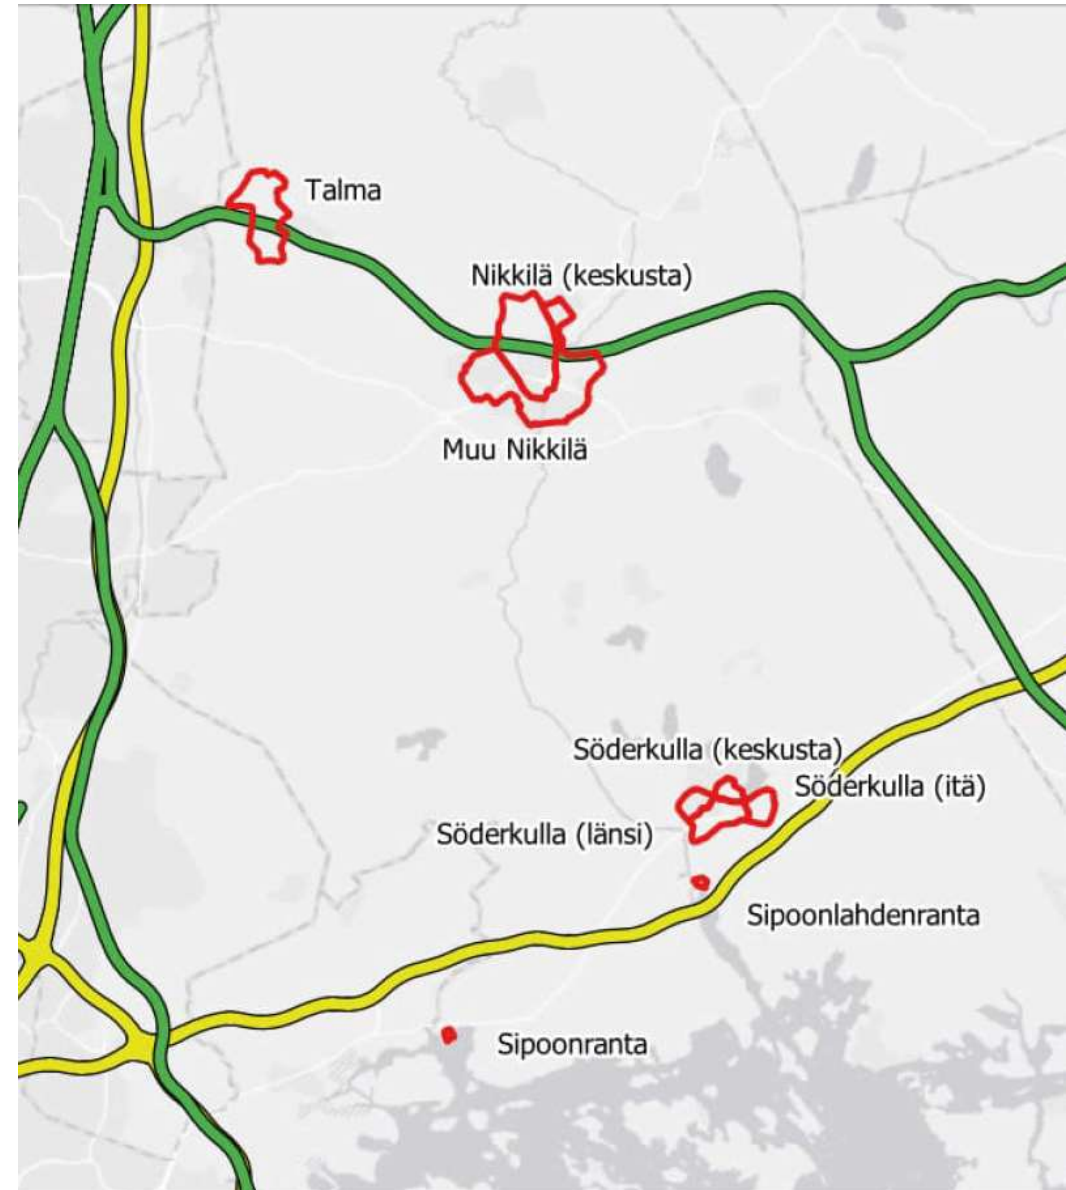 Talma
Nikkilä (keskusta)
Muu Nikkilä
Söderkulla (keskusta)
Söderkulla (itä)
Söderkulla (länsi)
Sipoonlahdenranta
Sipoonranta